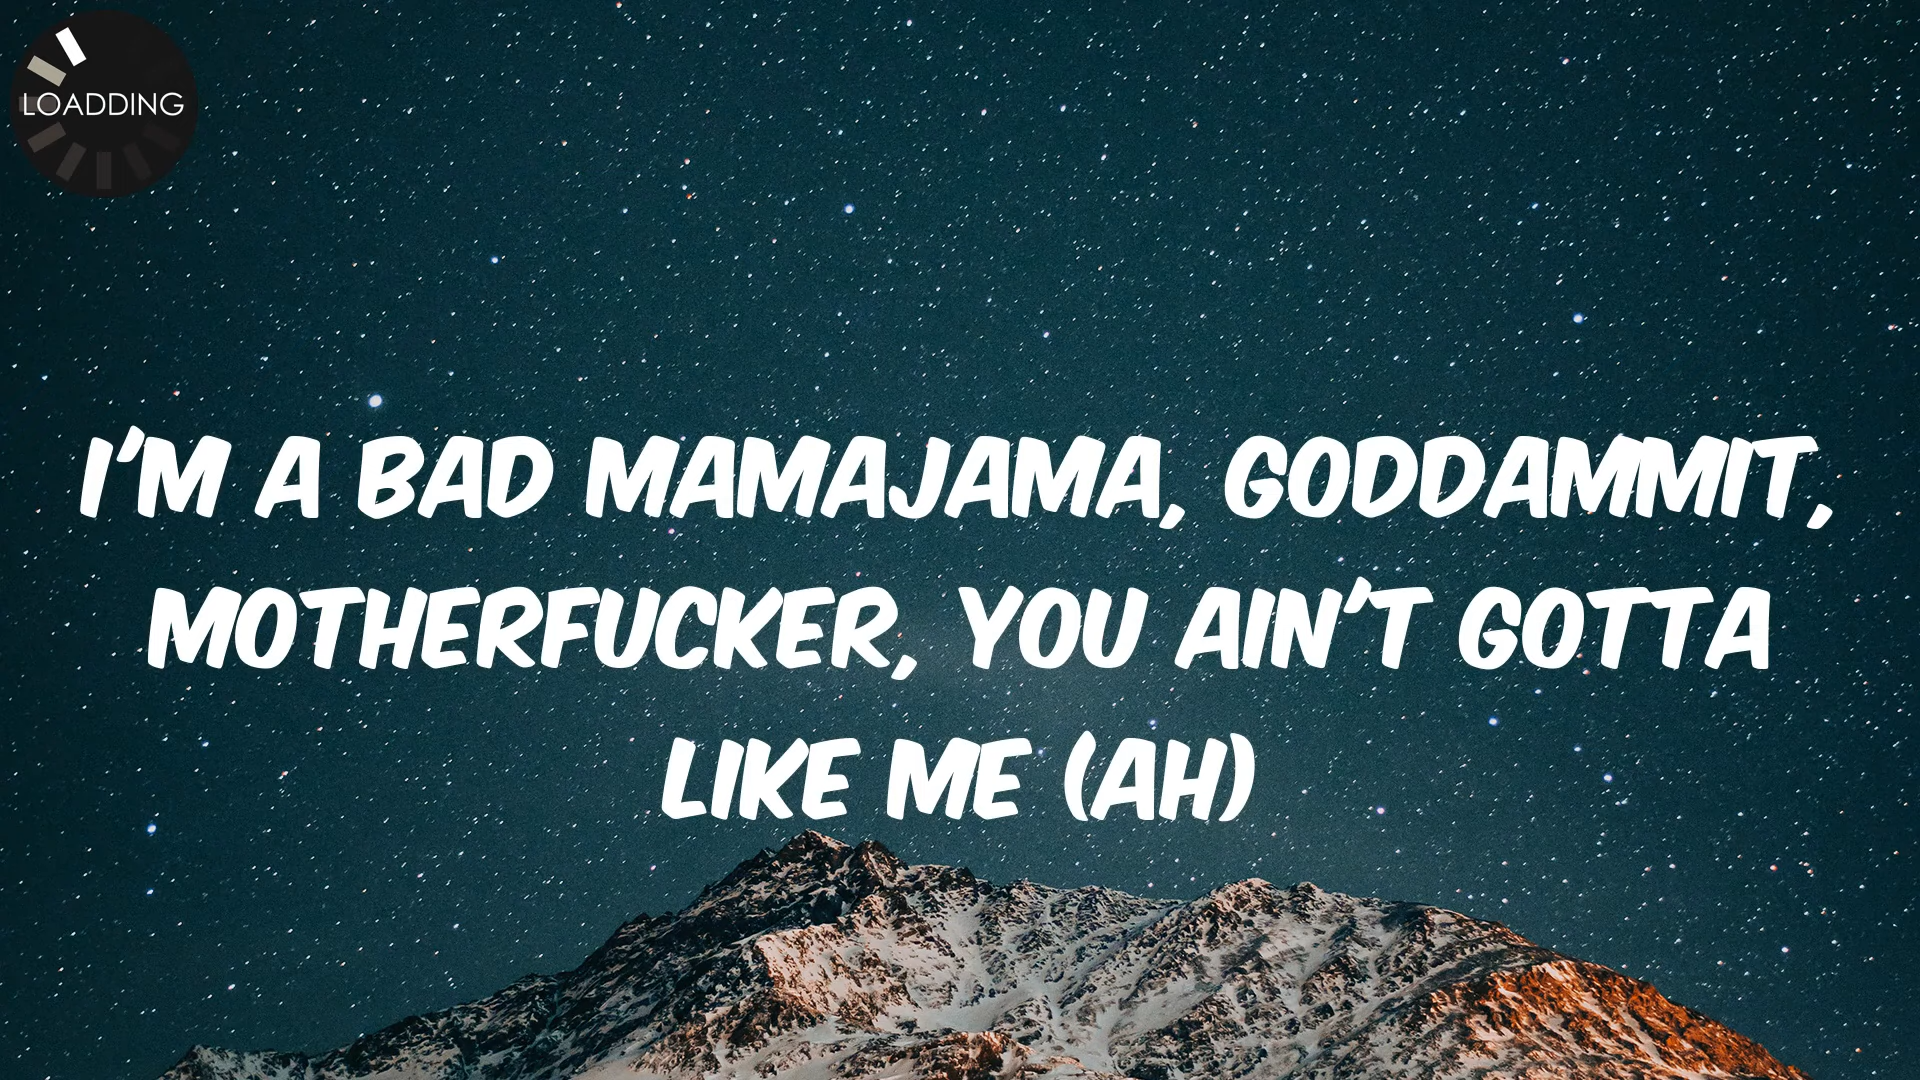 LOADDING
I'M A BAD MAMAJAMA, GODDAMMIT,
MOTHERFUCKER, YOU AIN'T GOTTA
LIKE ME (AH)